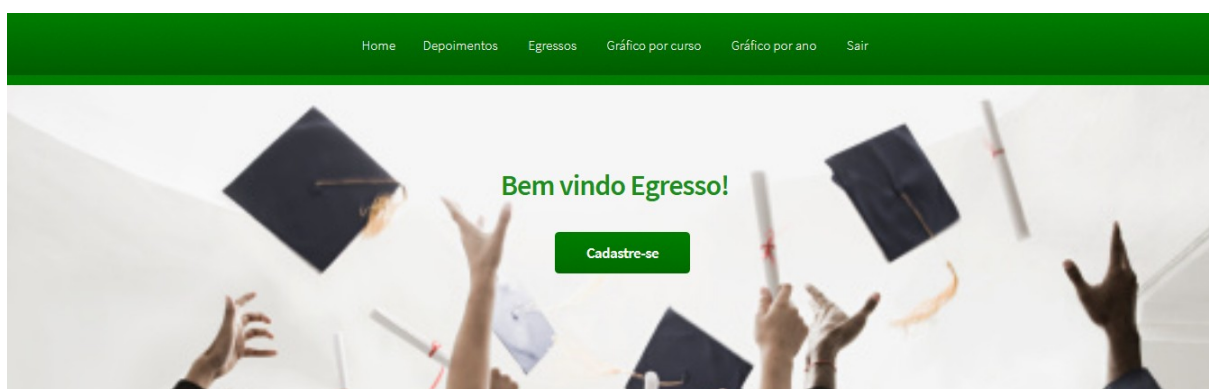 Home Depoimentos Egressos Gráfico por curso Gráfico por ano Sair
Bem vindo Egresso!
Cadastre-se